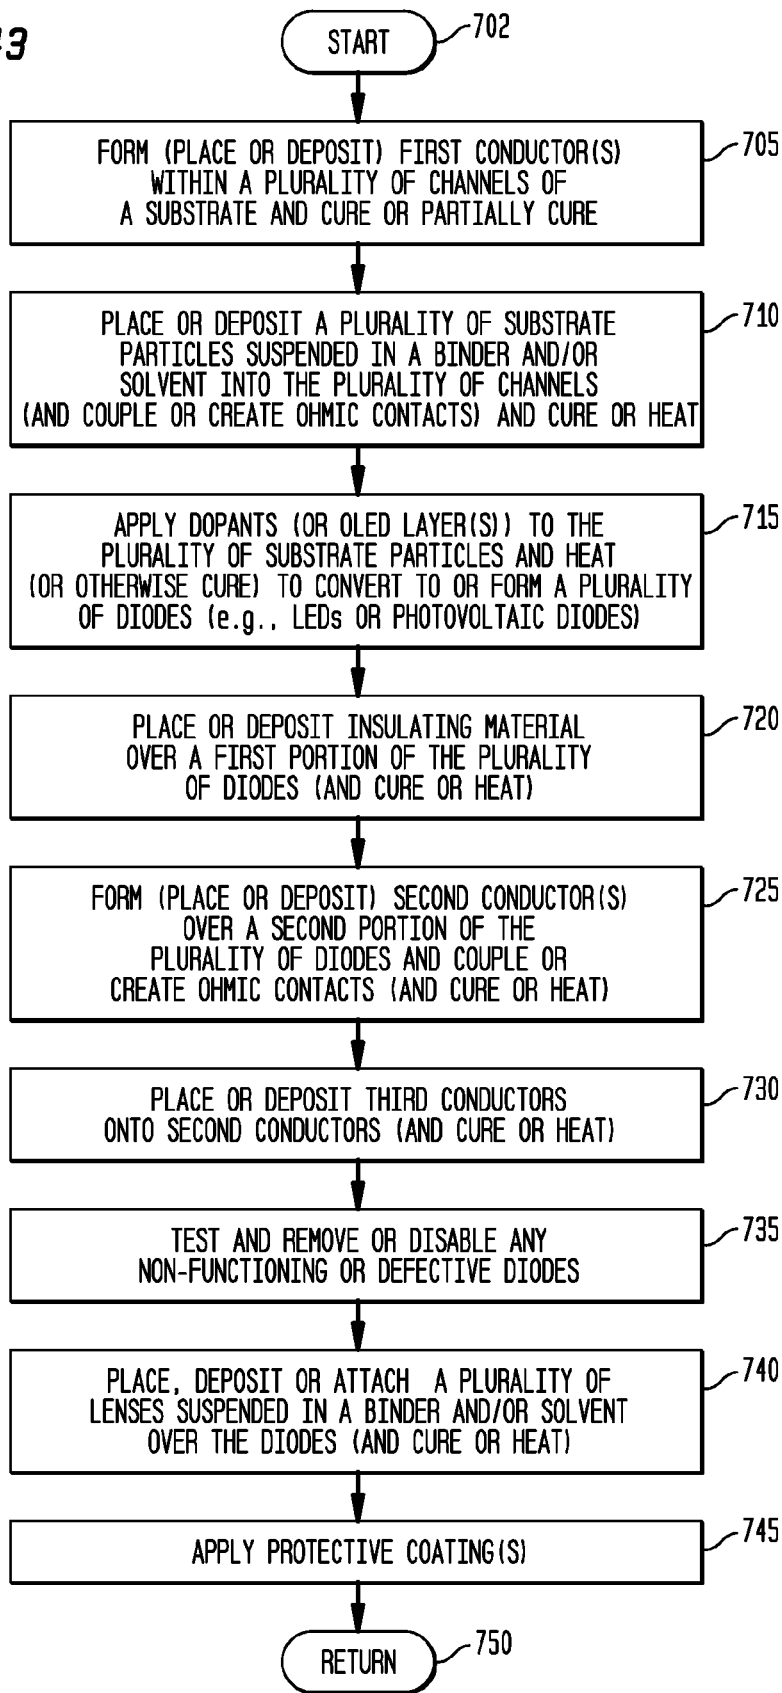 3
START
702
FORM (PLACE OR DEPOSIT) FIRST CONDUCTOR(S)
WITHIN A PLURALITY OF CHANNELS OF
A SUBSTRATE AND CURE OR PARTIALLY CURE
705
PLACE OR DEPOSIT A PLURALITY OF SUBSTRATE
PARTICLES SUSPENDED IN A BINDER AND/OR
SOLVENT INTO THE PLURALITY OF CHANNELS
(AND COUPLE OR CREATE OHMIC CONTACTS) AND CURE OR HEAT
710
APPLY DOPANTS (OR OLED LAYER(S)) TO THE
PLURALITY OF SUBSTRATE PARTICLES AND HEAT
(OR OTHERWISE CURE) TO CONVERT TO OR FORM A PLURALITY
OF DIODES (e.g., LEDs OR PHOTOVOLTAIC DIODES)
715
PLACE OR DEPOSIT INSULATING MATERIAL
OVER A FIRST PORTION OF THE PLURALITY
OF DIODES (AND CURE OR HEAT)
720
FORM (PLACE OR DEPOSIT) SECOND CONDUCTOR(S)
OVER A SECOND PORTION OF THE
PLURALITY OF DIODES AND COUPLE OR
CREATE OHMIC CONTACTS (AND CURE OR HEAT)
725
PLACE OR DEPOSIT THIRD CONDUCTORS
ONTO SECOND CONDUCTORS (AND CURE OR HEAT)
730
TEST AND REMOVE OR DISABLE ANY
NON-FUNCTIONING OR DEFECTIVE DIODES
735
PLACE, DEPOSIT OR ATTACH A PLURALITY OF
LENSES SUSPENDED IN A BINDER AND/OR SOLVENT
OVER THE DIODES (AND CURE OR HEAT)
740
APPLY PROTECTIVE COATING(S)
745
RETURN
750